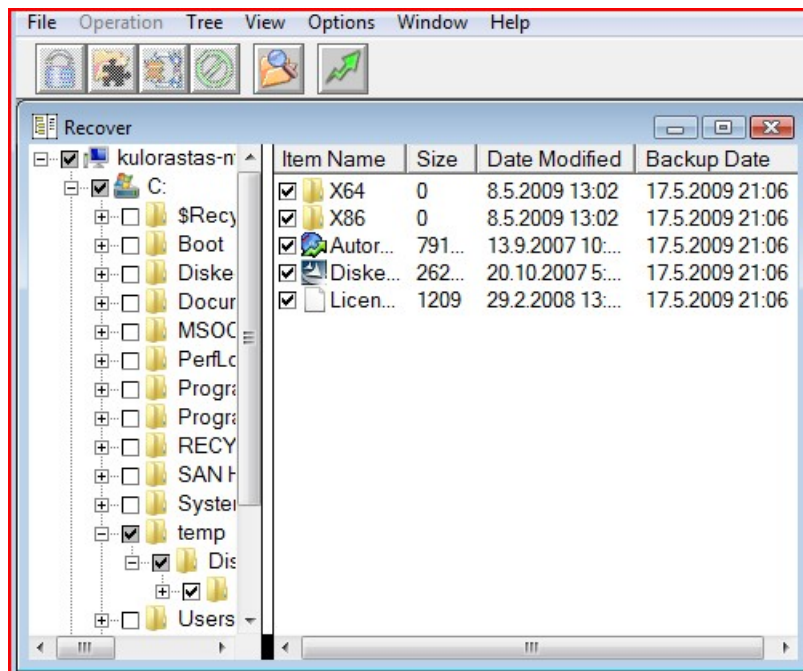 File Operation Tree View Options Window Help
Recover
kulorastas-n
C:
$Recy
Boot
Diske
Docur
MSOC
PerfLc
Progra
Progra
RECY
SAN H
System
temp
Dis
Users
Item Name Size Date Modified Backup Date
X64 0 8.5.2009 13:02 17.5.2009 21:06
X86 0 8.5.2009 13:02 17.5.2009 21:06
Autor... 791... 13.9.2007 10:... 17.5.2009 21:06
Diske... 262... 20.10.2007 5:... 17.5.2009 21:06
Licen... 1209 29.2.2008 13:... 17.5.2009 21:06